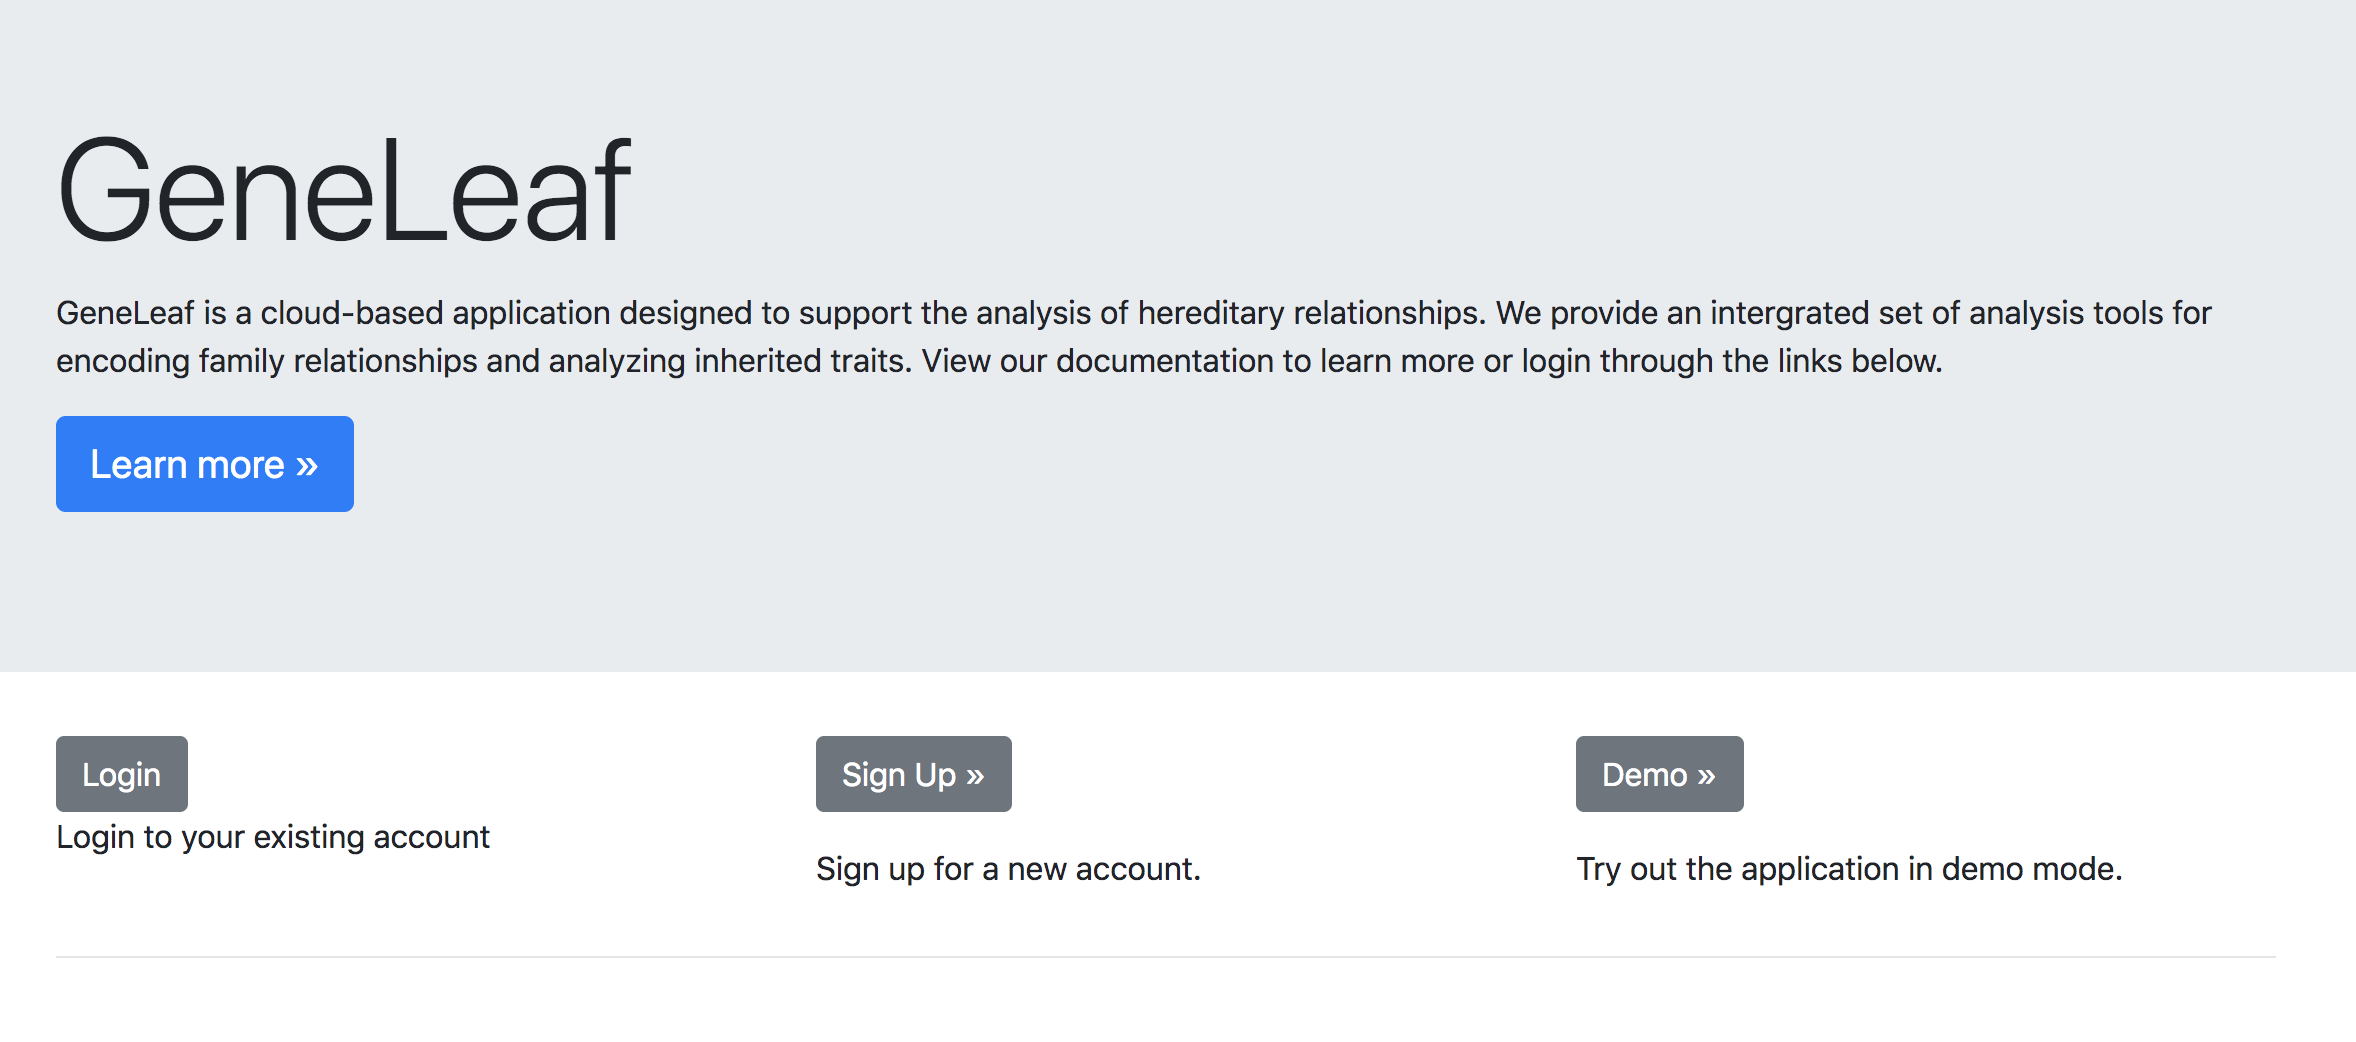 GeneLeaf
GeneLeaf is a cloud-based application designed to support the analysis of hereditary relationships. We provide an intergrated set of analysis tools for
encoding family relationships and analyzing inherited traits. View our documentation to learn more or login through the links below.
Learn more »
Login
Login to your existing account
Sign Up »
Sign up for a new account.
Demo »
Try out the application in demo mode.